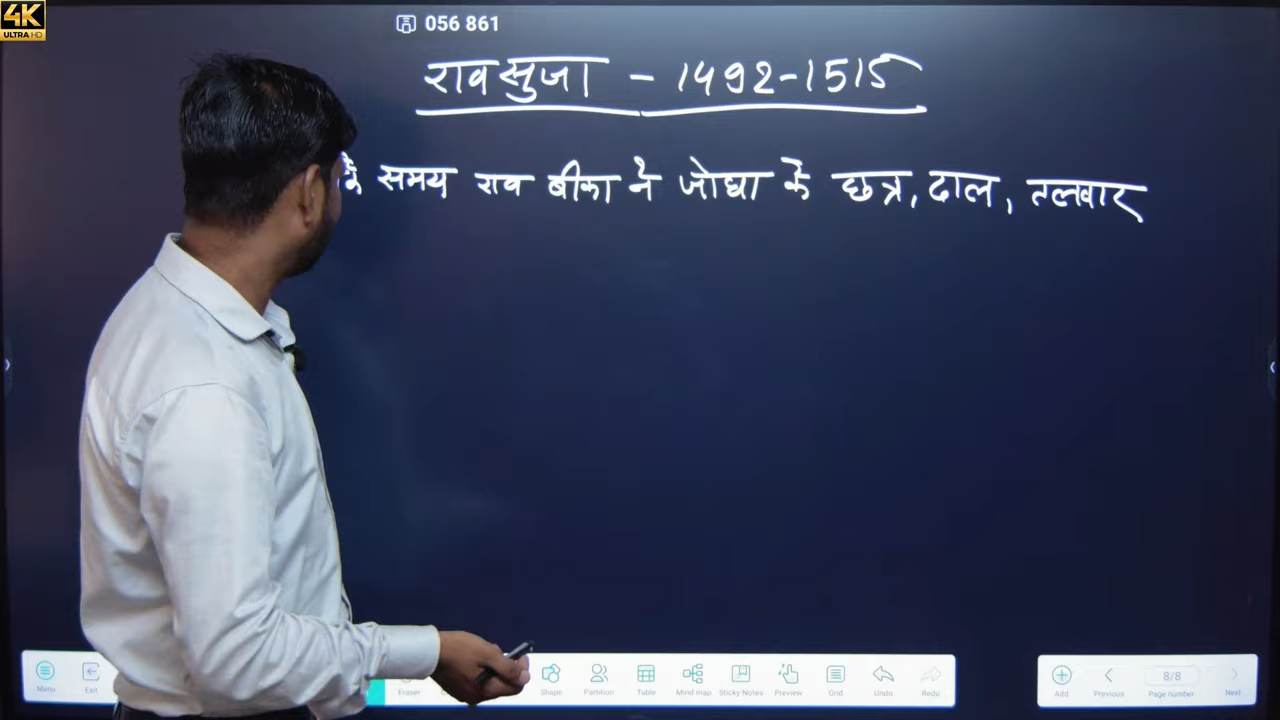 4K
ULTRA HD
056 861
राव सुजा - 1492-1515
समय राव बीका ने जोधा के छत्र, ढाल, तलवार
Menu Exit Eraser Shape Partition Table Mind map Sticky Notes Preview Grid Undo Redo Add Previous 8/8 Page number Next